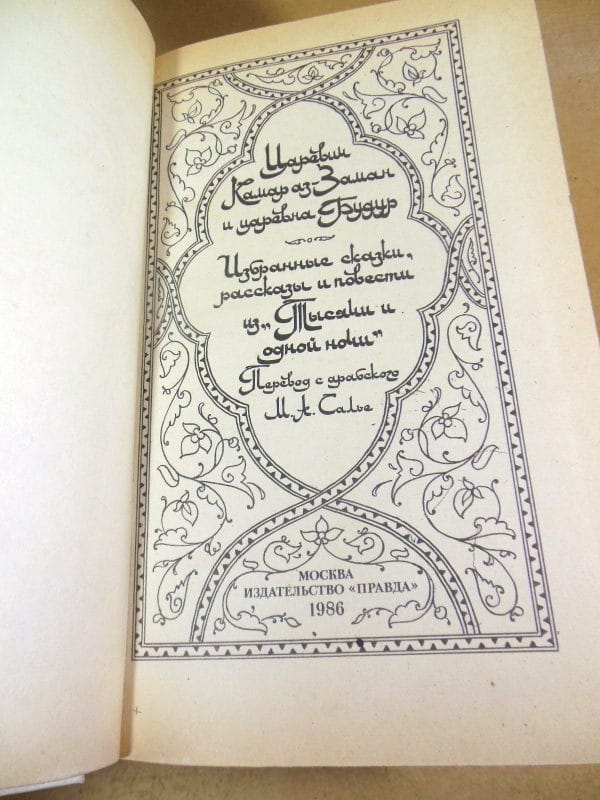 Царевич
Камар аз-Заман
и царевна Будур
Избранные сказки,
рассказы и повести
из „Тысячи и
одной ночи“
Перевод с арабского
М. А. Салье
МОСКВА
ИЗДАТЕЛЬСТВО «ПРАВДА»
1986